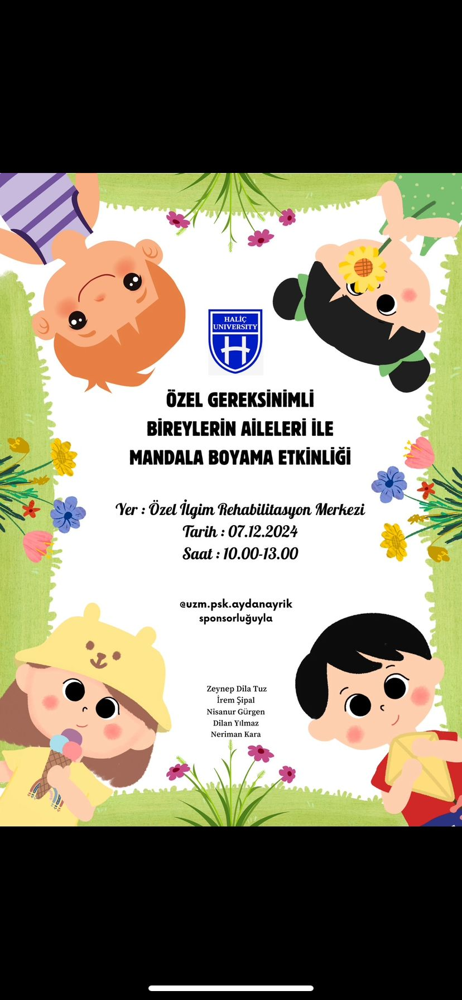 HALİÇ
UNIVERSITY
ÖZEL GEREKSİNİMLİ
BİREYLERİN AİLELERİ İLE
MANDALA BOYAMA ETKİNLİĞİ
Yer : Özel İlgim Rehabilitasyon Merkezi
Tarih : 07.12.2024
Saat : 10.00-13.00
@uzm.psk.aydanayrik
sponsorluğuyla
Zeynep Dila Tuz
İrem Şipal
Nisanur Gürgen
Dilan Yılmaz
Neriman Kara